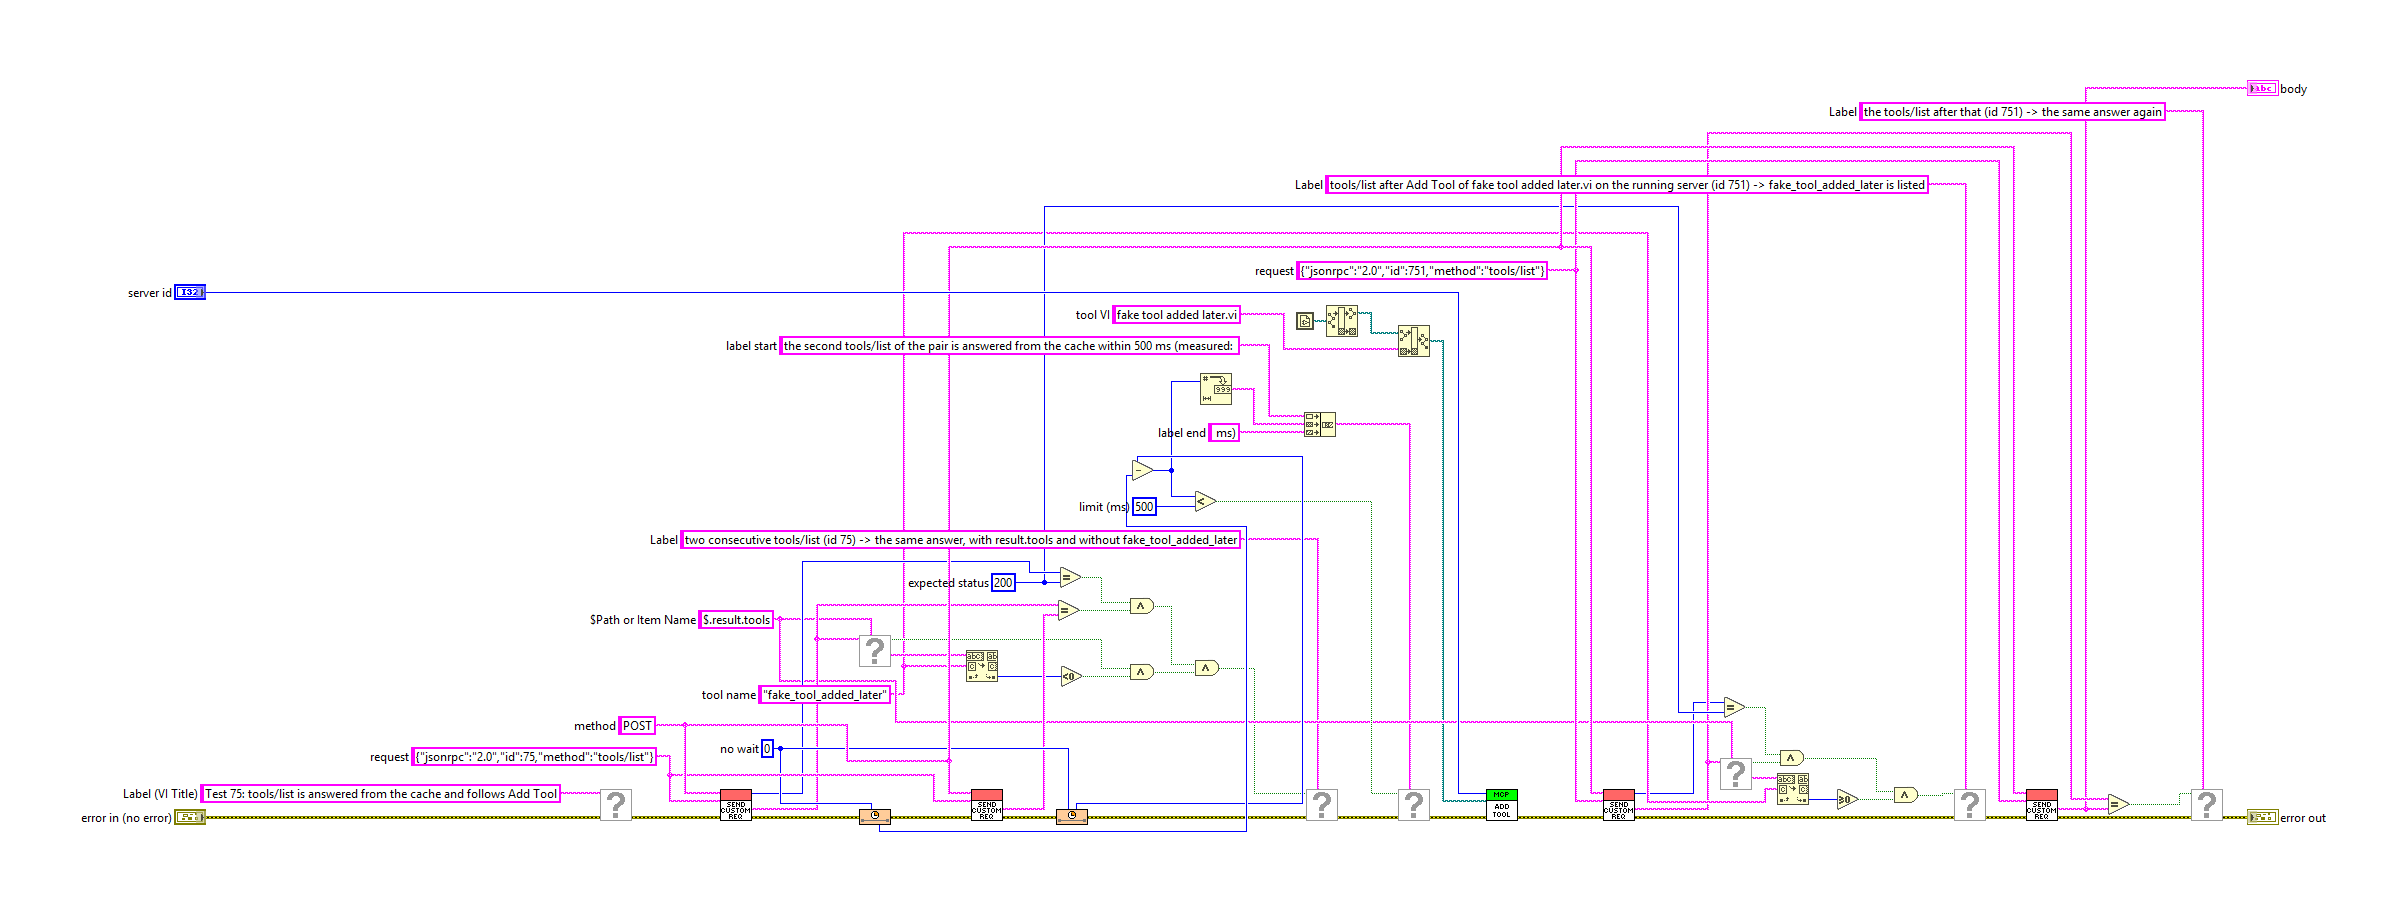 body
Label the tools/list after that (id 751) -> the same answer again
Label tools/list after Add Tool of fake tool added later.vi on the running server (id 751) -> fake_tool_added_later is listed
request {"jsonrpc":"2.0","id":751,"method":"tools/list"}
server id I32
tool VI fake tool added later.vi
label start the second tools/list of the pair is answered from the cache within 500 ms (measured:
label end ms)
limit (ms) 500
Label two consecutive tools/list (id 75) -> the same answer, with result.tools and without fake_tool_added_later
expected status 200
$Path or Item Name $.result.tools
tool name "fake_tool_added_later"
method POST
no wait 0
request {"jsonrpc":"2.0","id":75,"method":"tools/list"}
Label (VI Title) Test 75: tools/list is answered from the cache and follows Add Tool
error in (no error)
SEND CUSTOM REQ
SEND CUSTOM REQ
MCP ADD TOOL
SEND CUSTOM REQ
SEND CUSTOM REQ
error out